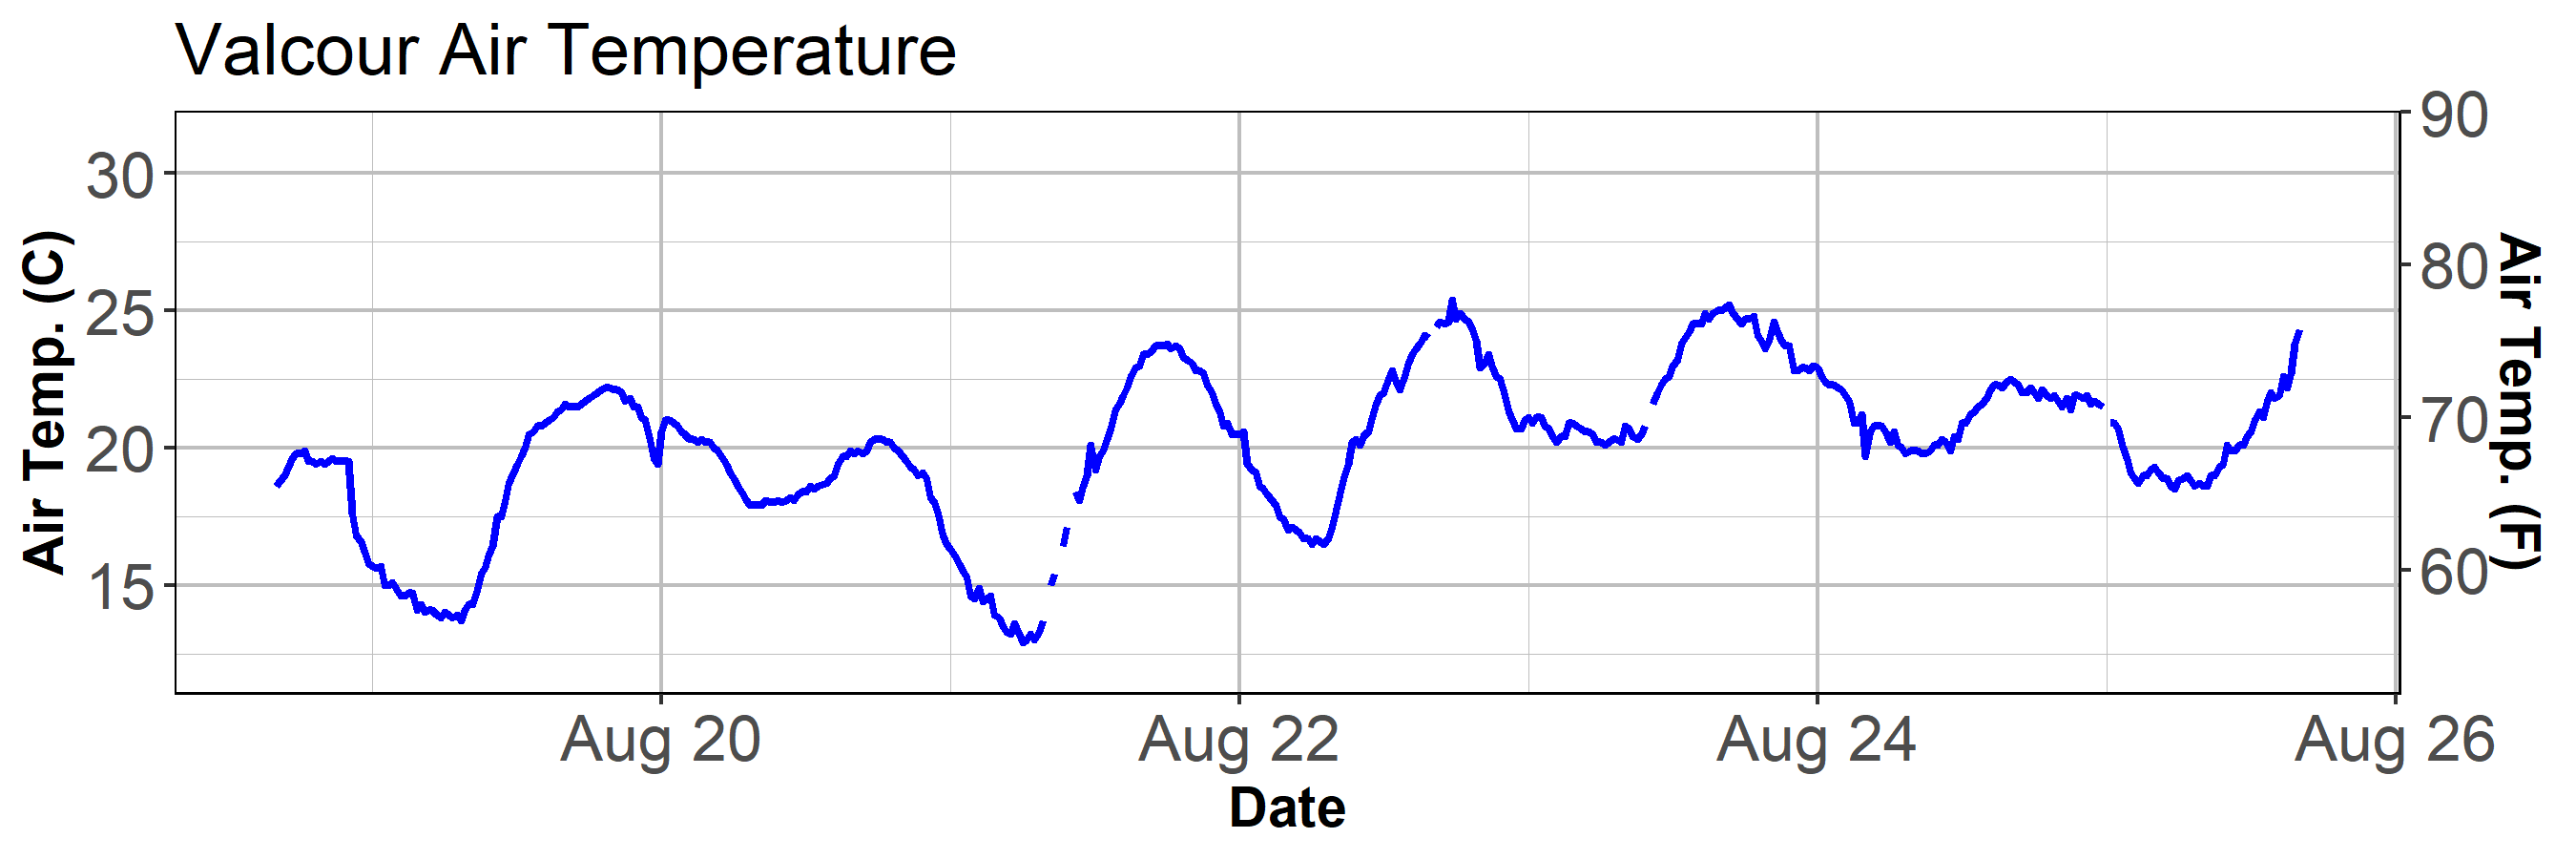 Valcour Air Temperature
Air Temp. (C)
30
25
20
15
90
80
70
60
Air Temp. (F)
Aug 20
Aug 22
Aug 24
Aug 26
Date